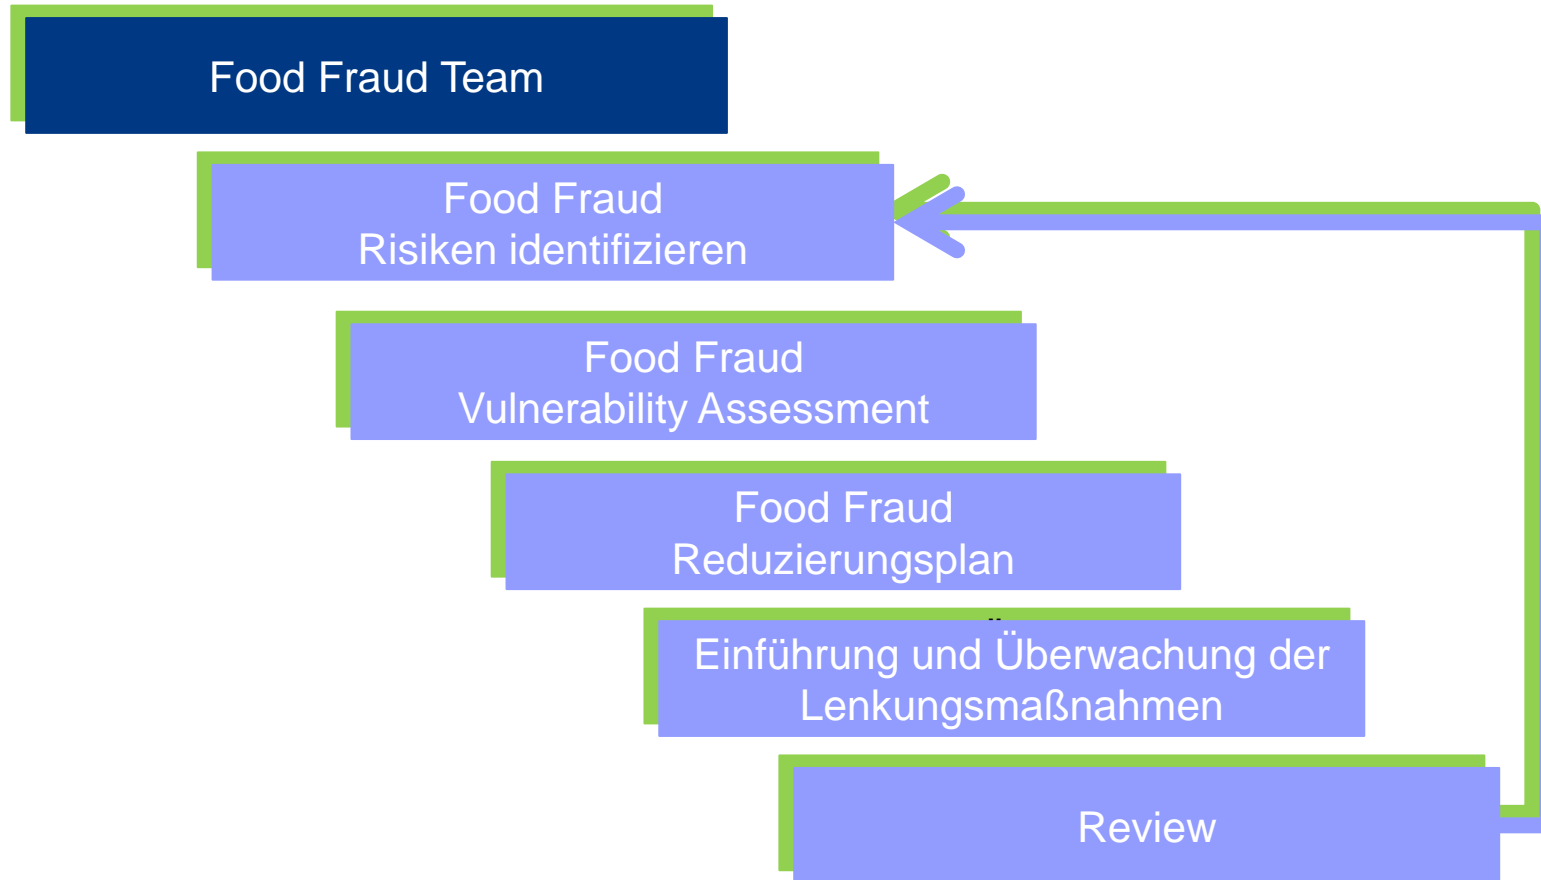 Food Fraud Team
Food Fraud
Risiken identifizieren
Food Fraud
Vulnerability Assessment
Food Fraud
Reduzierungsplan
Einführung und Überwachung der
Lenkungsmaßnahmen
Review